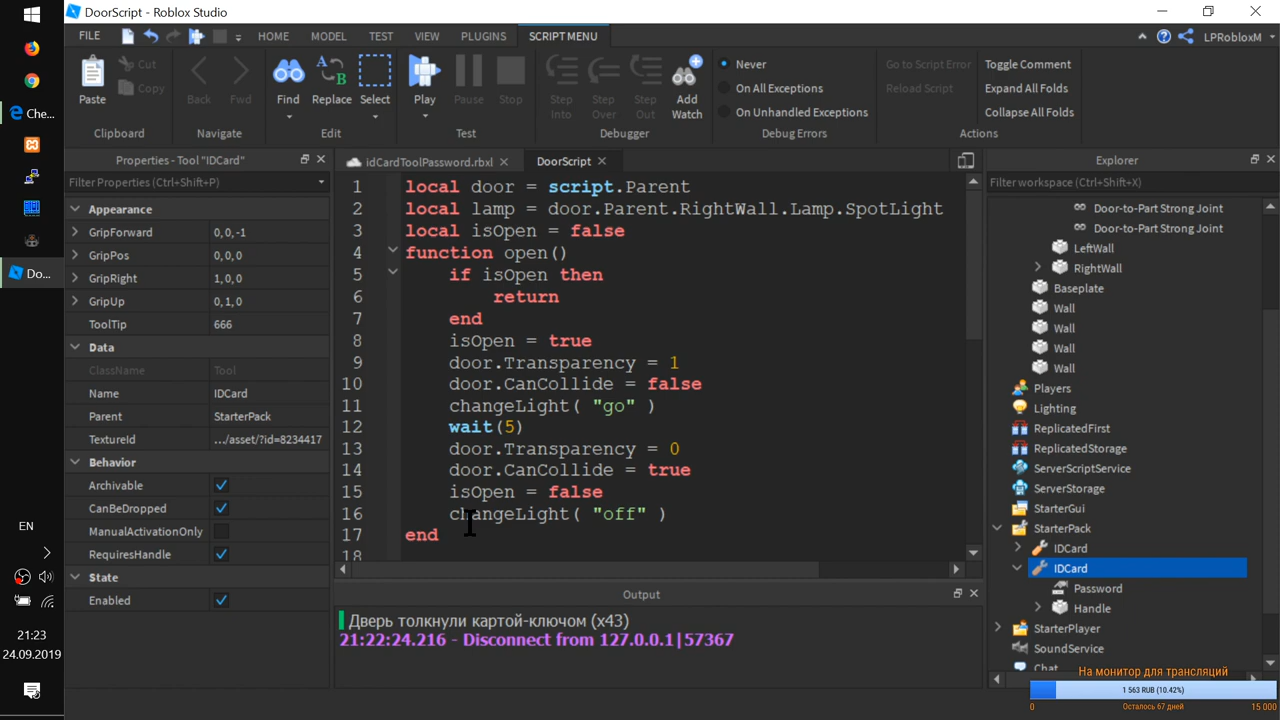 DoorScript - Roblox Studio
FILE HOME MODEL TEST VIEW PLUGINS SCRIPT MENU LPRobloxM
Paste Cut Copy Back Fwd Find Replace Select Play Pause Stop Step Into Step Over Step Out Add Watch
Never
On All Exceptions
On Unhandled Exceptions
Go to Script Error
Reload Script
Toggle Comment
Expand All Folds
Collapse All Folds
Clipboard Navigate Edit Test Debugger Debug Errors Actions
Che...
Do...
EN
21:23
24.09.2019
Properties - Tool "IDCard"
Filter Properties (Ctrl+Shift+P)
Appearance
GripForward 0, 0, -1
GripPos 0, 0, 0
GripRight 1, 0, 0
GripUp 0, 1, 0
ToolTip 666
Data
ClassName Tool
Name IDCard
Parent StarterPack
TextureId .../asset/?id=8234417
Behavior
Archivable
CanBeDropped
ManualActivationOnly
RequiresHandle
State
Enabled
idCardToolPassword.rbxl DoorScript
1 local door = script.Parent
2 local lamp = door.Parent.RightWall.Lamp.SpotLight
3 local isOpen = false
4 function open()
5 if isOpen then
6 return
7 end
8 isOpen = true
9 door.Transparency = 1
10 door.CanCollide = false
11 changeLight( "go" )
12 wait(5)
13 door.Transparency = 0
14 door.CanCollide = true
15 isOpen = false
16 changeLight( "off" )
17 end
18
Output
Дверь толкнули картой-ключом (x43)
21:22:24.216 - Disconnect from 127.0.0.1|57367
Explorer
Filter workspace (Ctrl+Shift+X)
Door-to-Part Strong Joint
Door-to-Part Strong Joint
LeftWall
RightWall
Baseplate
Wall
Wall
Wall
Wall
Players
Lighting
ReplicatedFirst
ReplicatedStorage
ServerScriptService
ServerStorage
StarterGui
StarterPack
IDCard
IDCard
Password
Handle
StarterPlayer
SoundService
Chat
На монитор для трансляций
1 563 RUB (10.42%)
0 Осталось 67 дней 15 000